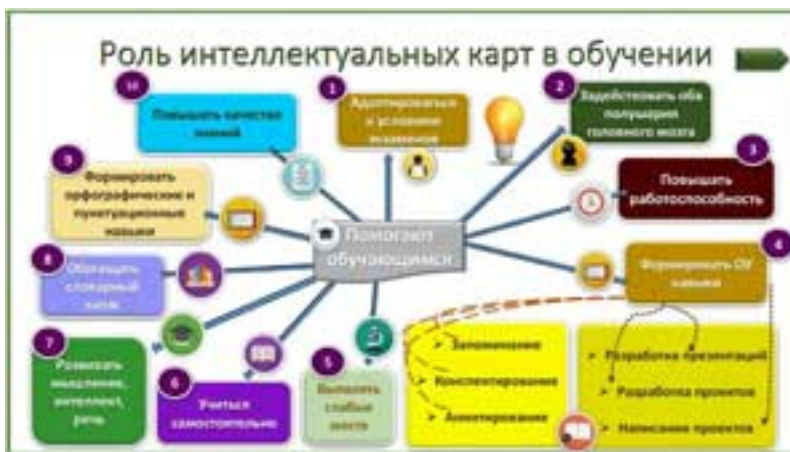 Роль интеллектуальных карт в обучении
10
Повышать качество
знаний
1
Адаптироваться
к условиям
экзаменов
2
Задействовать оба
полушария
головного мозга
3
Повышать
работоспособность
9
Формировать
орфографические и
пунктуационные
навыки
Помогают
обучающимся
4
Формировать ОУ
навыки
8
Обогащать
словарный
запас
7
Развивать
мышление,
интеллект,
речь
6
Учиться
самостоятельно
5
Выявлять
слабые
места
Запоминание
Конспектирование
Аннотирование
Разработка презентаций
Разработка проектов
Написание проектов